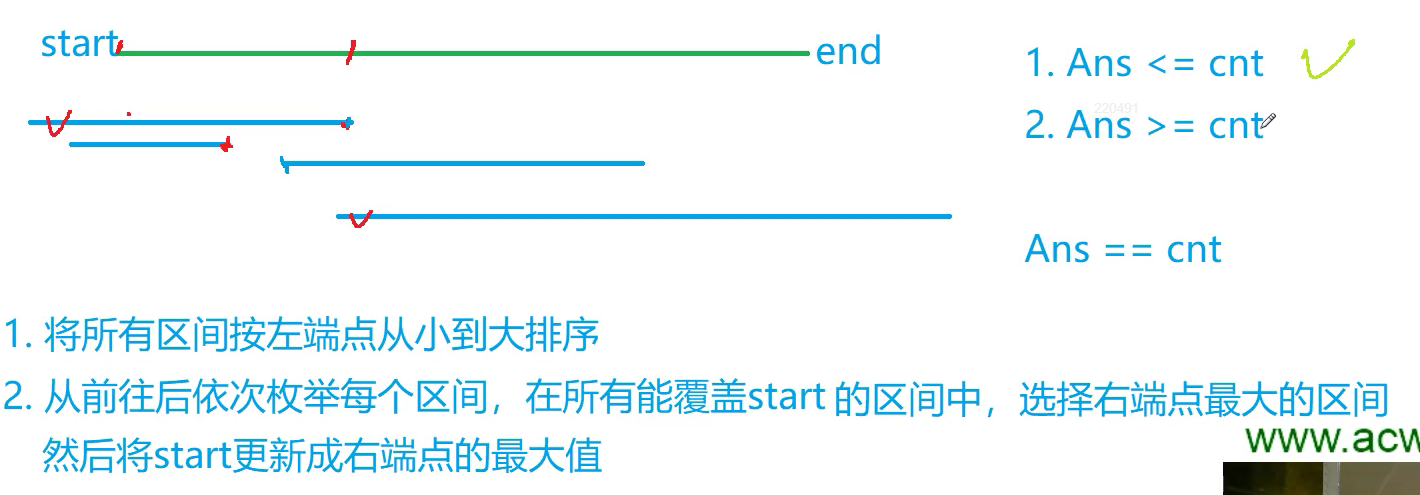 start
end
1. Ans <= cnt
220491
2. Ans >= cnt
Ans == cnt
1. 将所有区间按左端点从小到大排序
2. 从前往后依次枚举每个区间，在所有能覆盖start 的区间中，选择右端点最大的区间
然后将start更新成右端点的最大值
www.acw